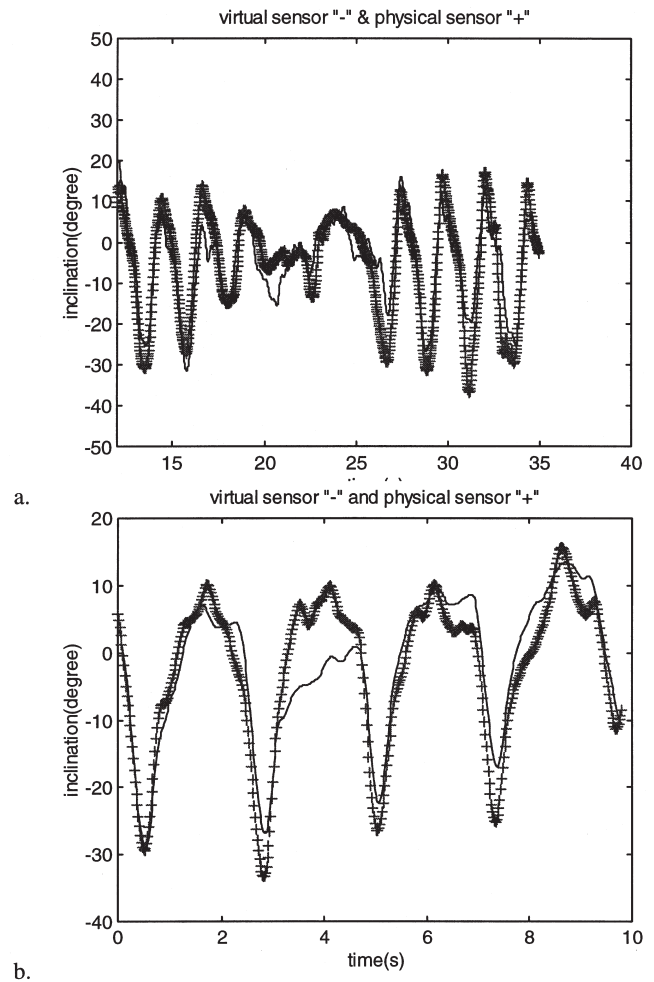 virtual sensor "-" & physical sensor "+"
50
40
30
20
10
0
-10
-20
-30
-40
-50
inclination(degree)
15 20 25 30 35 40
a.
virtual sensor "-" and physical sensor "+"
20
10
0
-10
-20
-30
-40
inclination(degree)
0 2 4 6 8 10
time(s)
b.